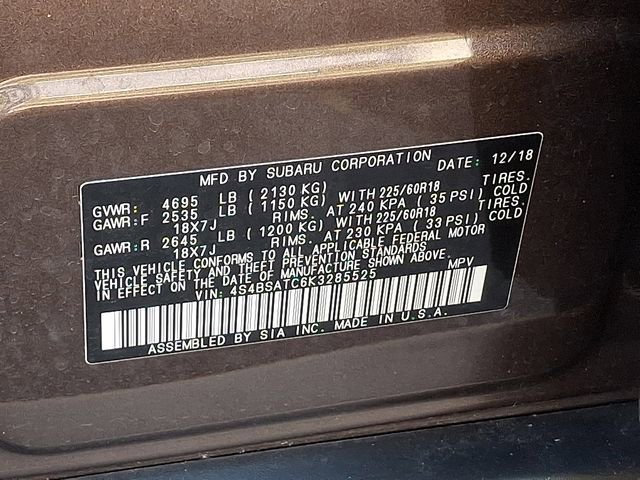 MFD BY SUBARU CORPORATION DATE: 12/18
GVWR: 4695 LB (2130 KG) TIRES.
GAWR:F 2535 LB (1150 KG) WITH 225/60R18
18X7J RIMS. AT 240 KPA (35 PSI) COLD
GAWR:R 2645 LB (1200 KG) WITH 225/60R18 TIRES.
18X7J RIMS. AT 230 KPA (33 PSI) COLD
THIS VEHICLE CONFORMS TO ALL APPLICABLE FEDERAL MOTOR
VEHICLE SAFETY AND THEFT PREVENTION STANDARDS
IN EFFECT ON THE DATE OF MANUFACTURE SHOWN ABOVE.
VIN: 4S4BSATC6K3285525 MPV
ASSEMBLED BY SIA INC. MADE IN U.S.A.